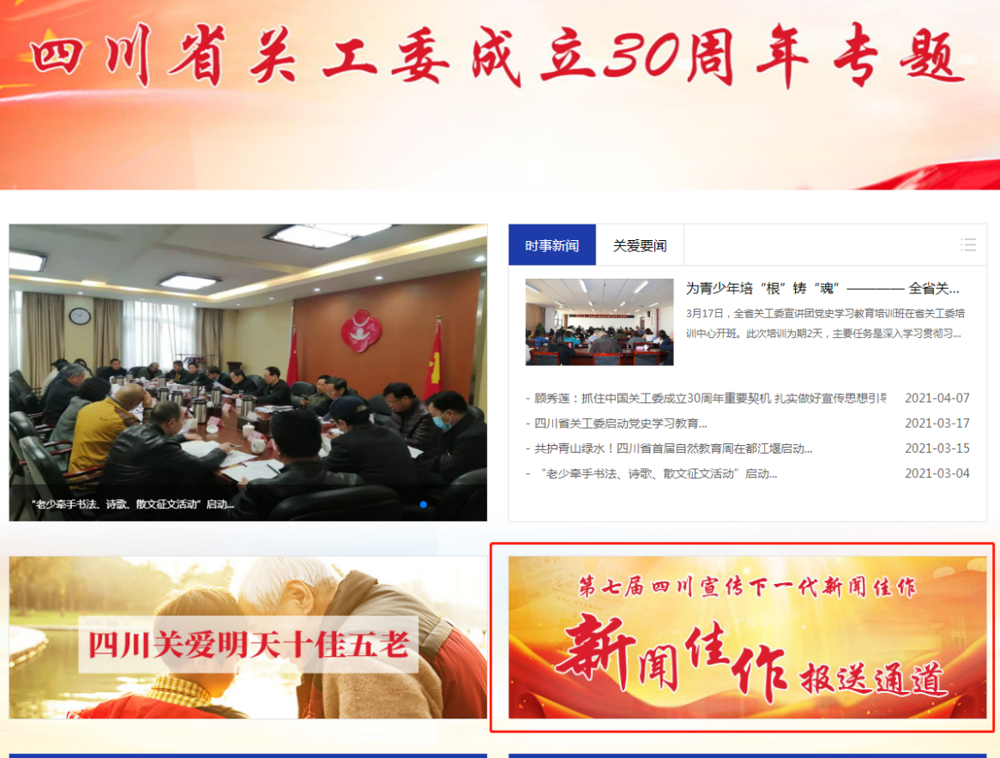 四川省关工委成立30周年专题
时事新闻
关爱要闻
为青少年培“根”铸“魂”———— 全省关...
3月17日，全省关工委宣讲团党史学习教育培训班在省关工委培
训中心开班。此次培训为期2天，主要任务是深入学习贯彻习...
- 顾秀莲：抓住中国关工委成立30周年重要契机 扎实做好宣传思想引 2021-04-07
- 四川省关工委启动党史学习教育... 2021-03-17
- 共护青山绿水！四川省首届自然教育周在都江堰启动... 2021-03-15
- “老少牵手书法、诗歌、散文征文活动”启动... 2021-03-04
“老少牵手书法、诗歌、散文征文活动”启动...
四川关爱明天十佳五老
第七届四川宣传下一代新闻佳作
新闻佳作报送通道